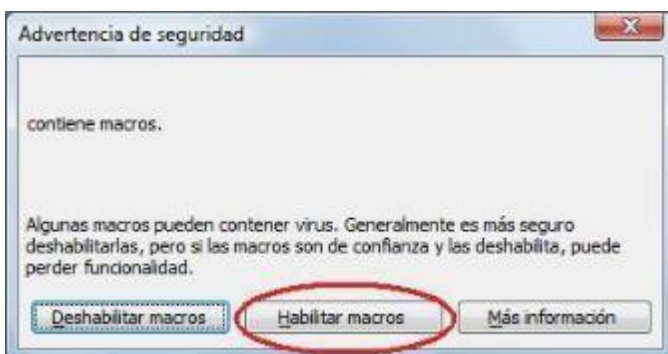 Advertencia de seguridad
contiene macros.
Algunas macros pueden contener virus. Generalmente es más seguro
deshabilitarlas, pero si las macros son de confianza y las deshabilita, puede
perder funcionalidad.
Deshabilitar macros Habilitar macros Más información